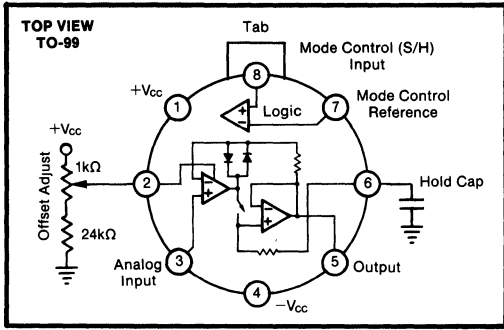 TOP VIEW
TO-99
Tab
Mode Control (S/H)
Input
8
+VCC
1
Logic
7
Mode Control
Reference
+VCC
Offset Adjust
1kΩ
2
6
Hold Cap
24kΩ
3
Analog
Input
5
Output
4
−VCC
+
−
−
+
−
+